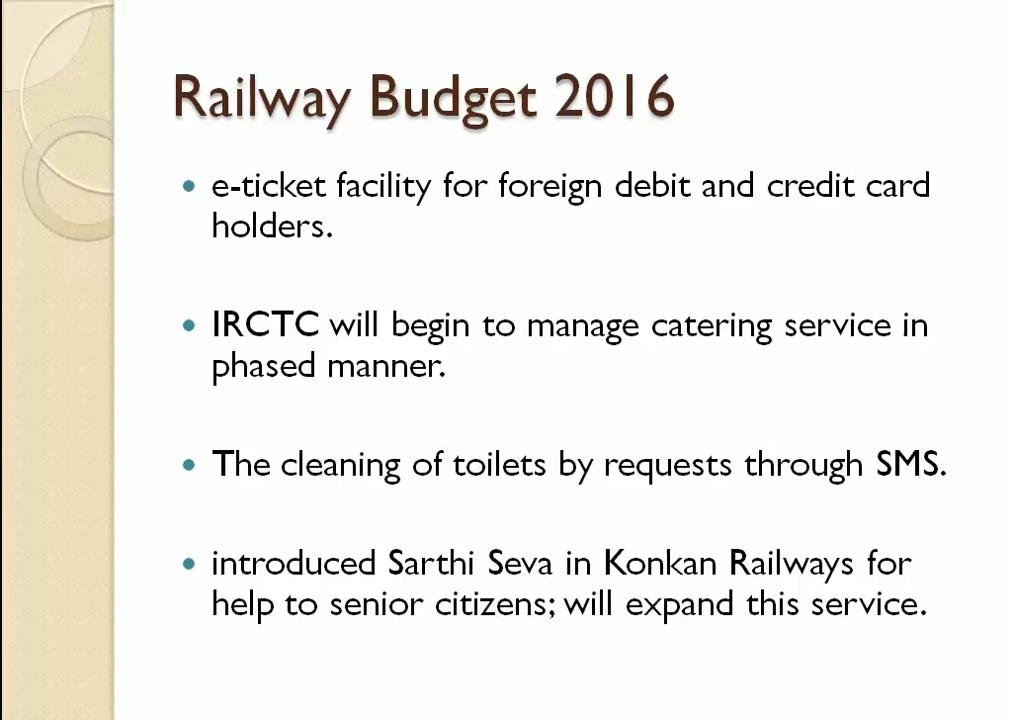 Railway Budget 2016
• e-ticket facility for foreign debit and credit card
holders.
• IRCTC will begin to manage catering service in
phased manner.
• The cleaning of toilets by requests through SMS.
• introduced Sarthi Seva in Konkan Railways for
help to senior citizens; will expand this service.